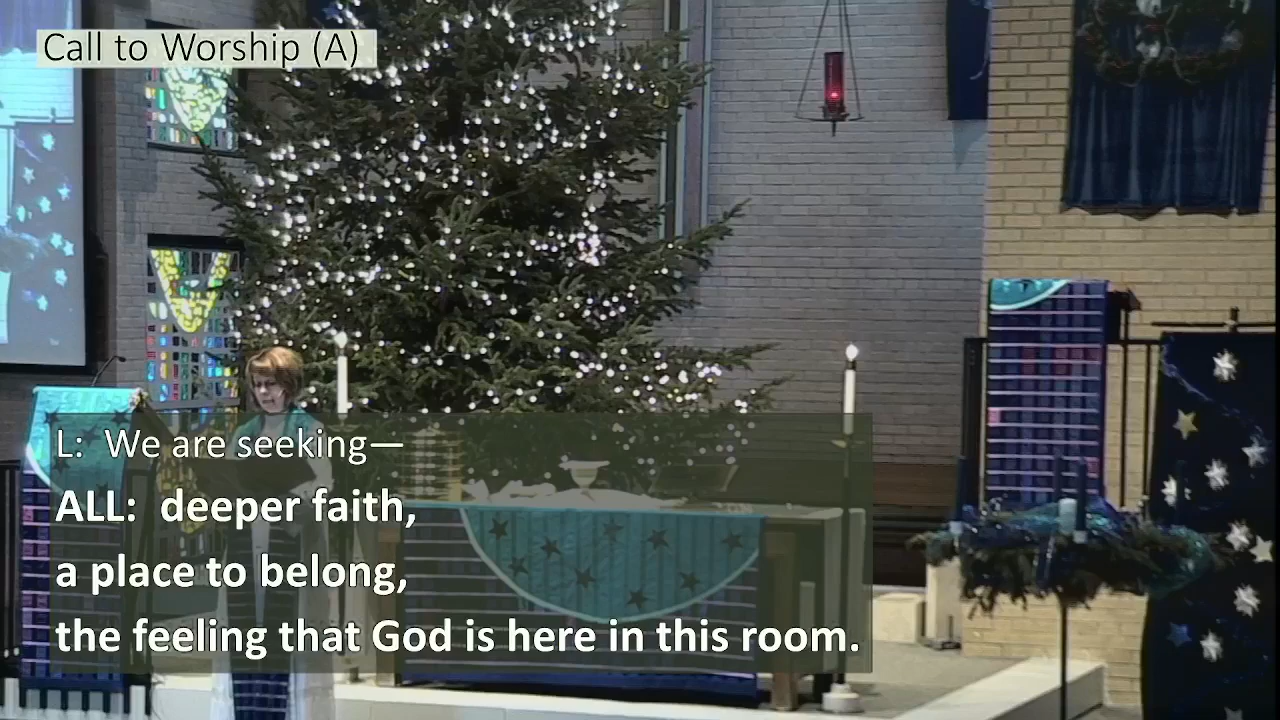 Call to Worship (A)
L: We are seeking—
ALL: deeper faith,
a place to belong,
the feeling that God is here in this room.